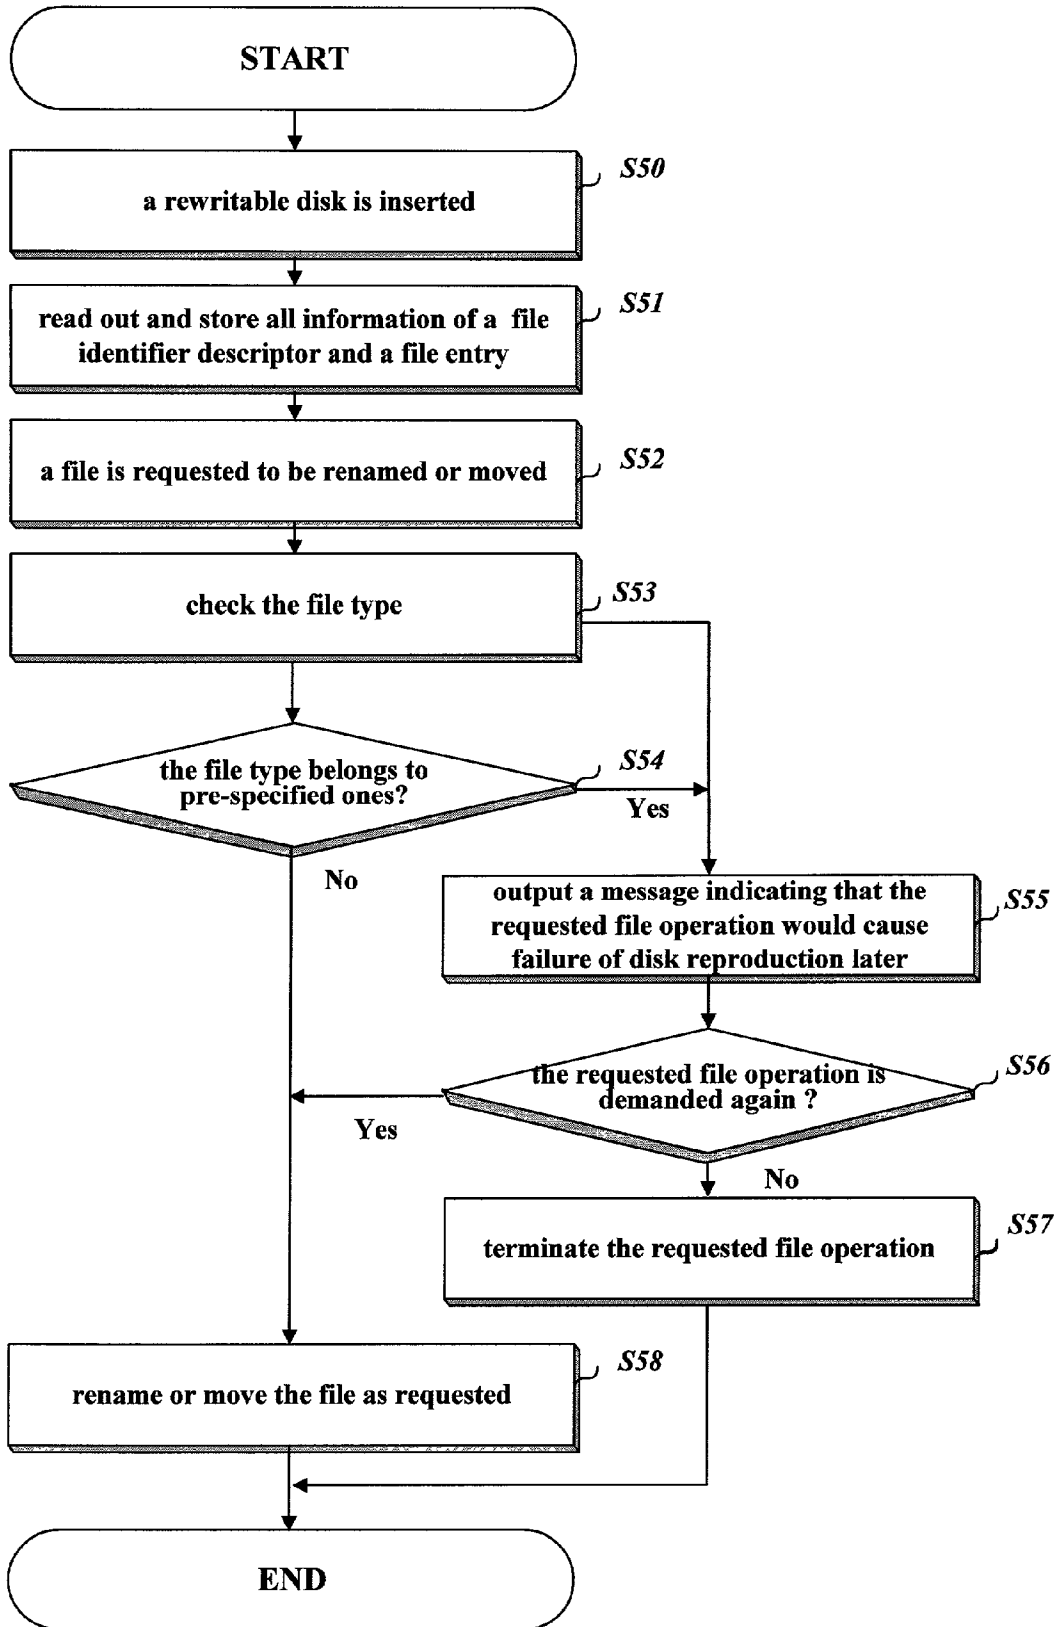 START
S50
a rewritable disk is inserted
S51
read out and store all information of a file
identifier descriptor and a file entry
S52
a file is requested to be renamed or moved
S53
check the file type
S54
the file type belongs to
pre-specified ones?
Yes
No
output a message indicating that the
requested file operation would cause
failure of disk reproduction later
S55
the requested file operation is
demanded again ?
S56
Yes
No
S57
terminate the requested file operation
S58
rename or move the file as requested
END